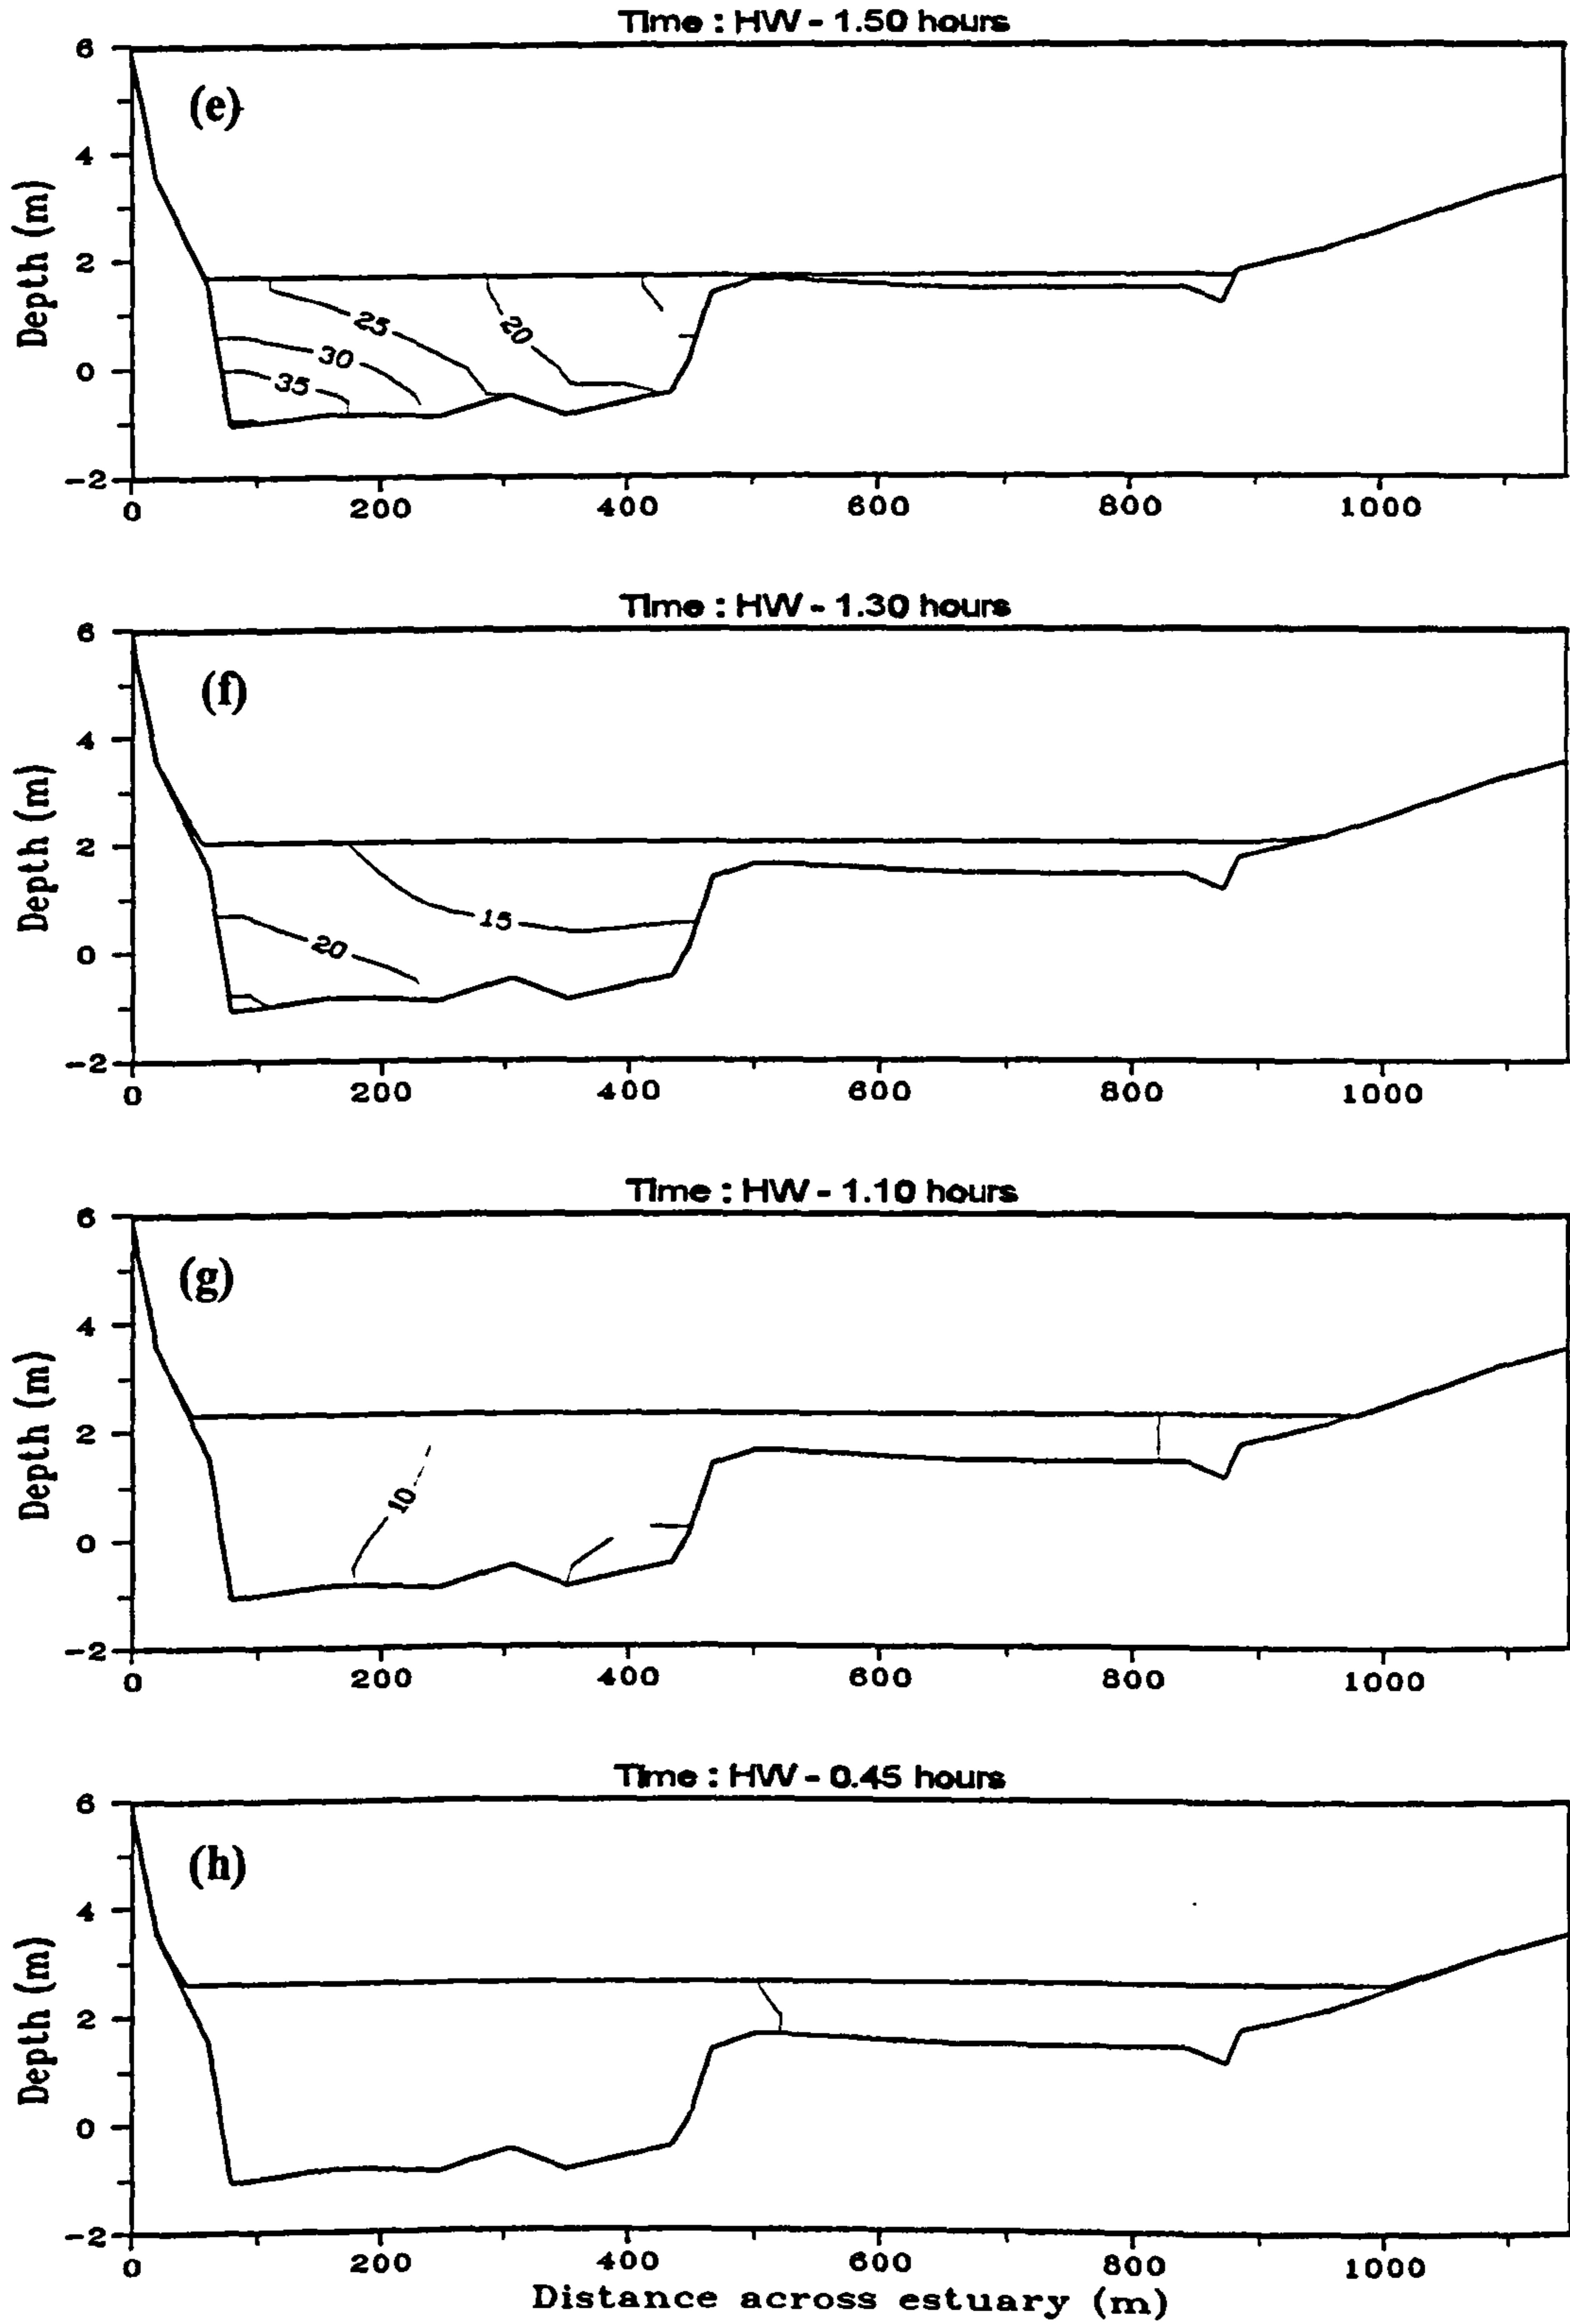 Time : HW - 1.50 hours
6
(e)
4
Depth (m)
2
25
20
30
0
35
-2
0 200 400 600 800 1000
Time : HW - 1.30 hours
6
(f)
4
Depth (m)
2
15
20
0
-2
0 200 400 600 800 1000
Time : HW - 1.10 hours
6
(g)
4
Depth (m)
2
10
0
-2
0 200 400 600 800 1000
Time : HW - 0.45 hours
6
(h)
4
Depth (m)
2
0
-2
0 200 400 600 800 1000
Distance across estuary (m)